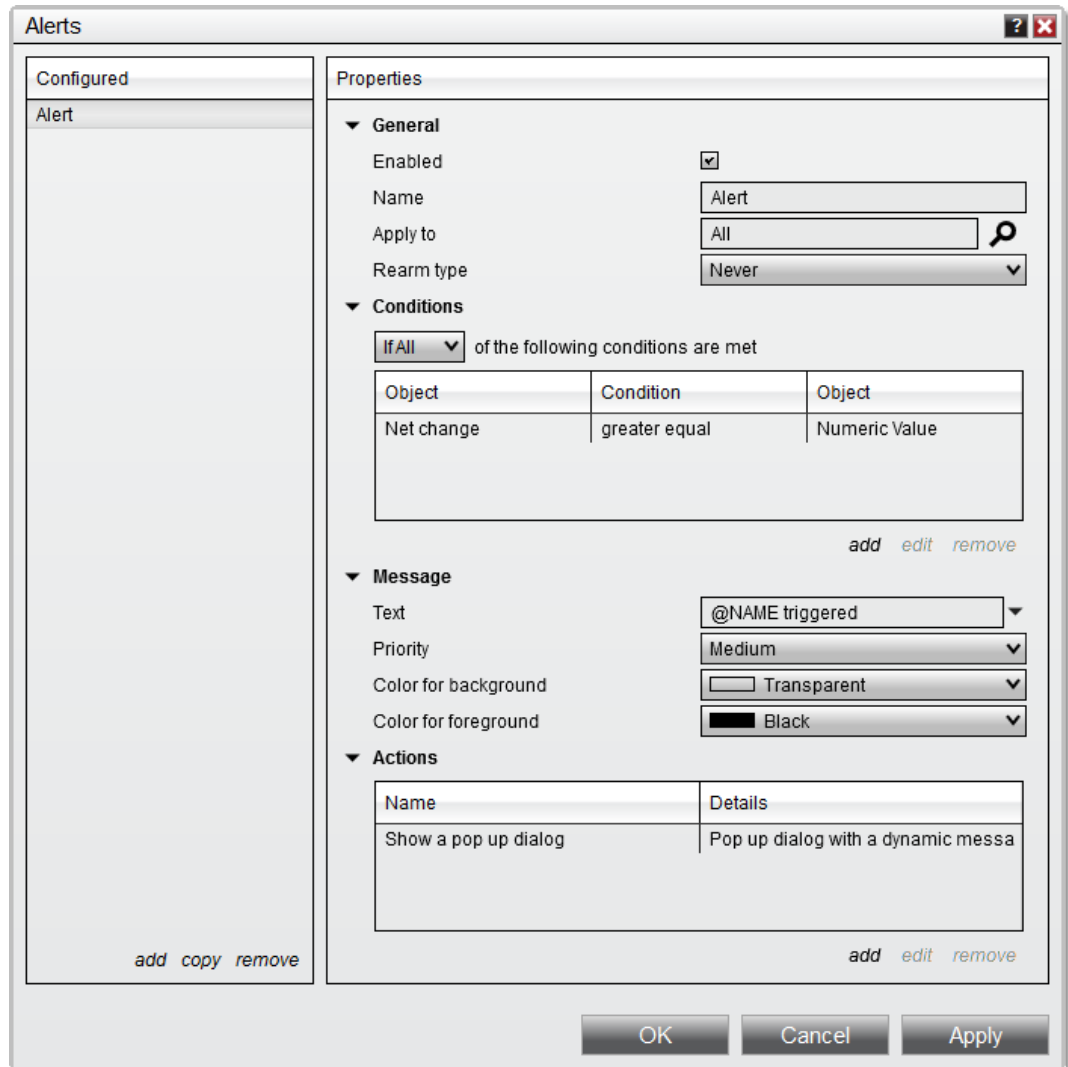 Alerts ?
Configured
Alert
add copy remove
Properties
General
Enabled
Name Alert
Apply to All
Rearm type Never
Conditions
If All of the following conditions are met
Object Condition Object
Net change greater equal Numeric Value
add edit remove
Message
Text @NAME triggered
Priority Medium
Color for background Transparent
Color for foreground Black
Actions
Name Details
Show a pop up dialog Pop up dialog with a dynamic messa
add edit remove
OK Cancel Apply